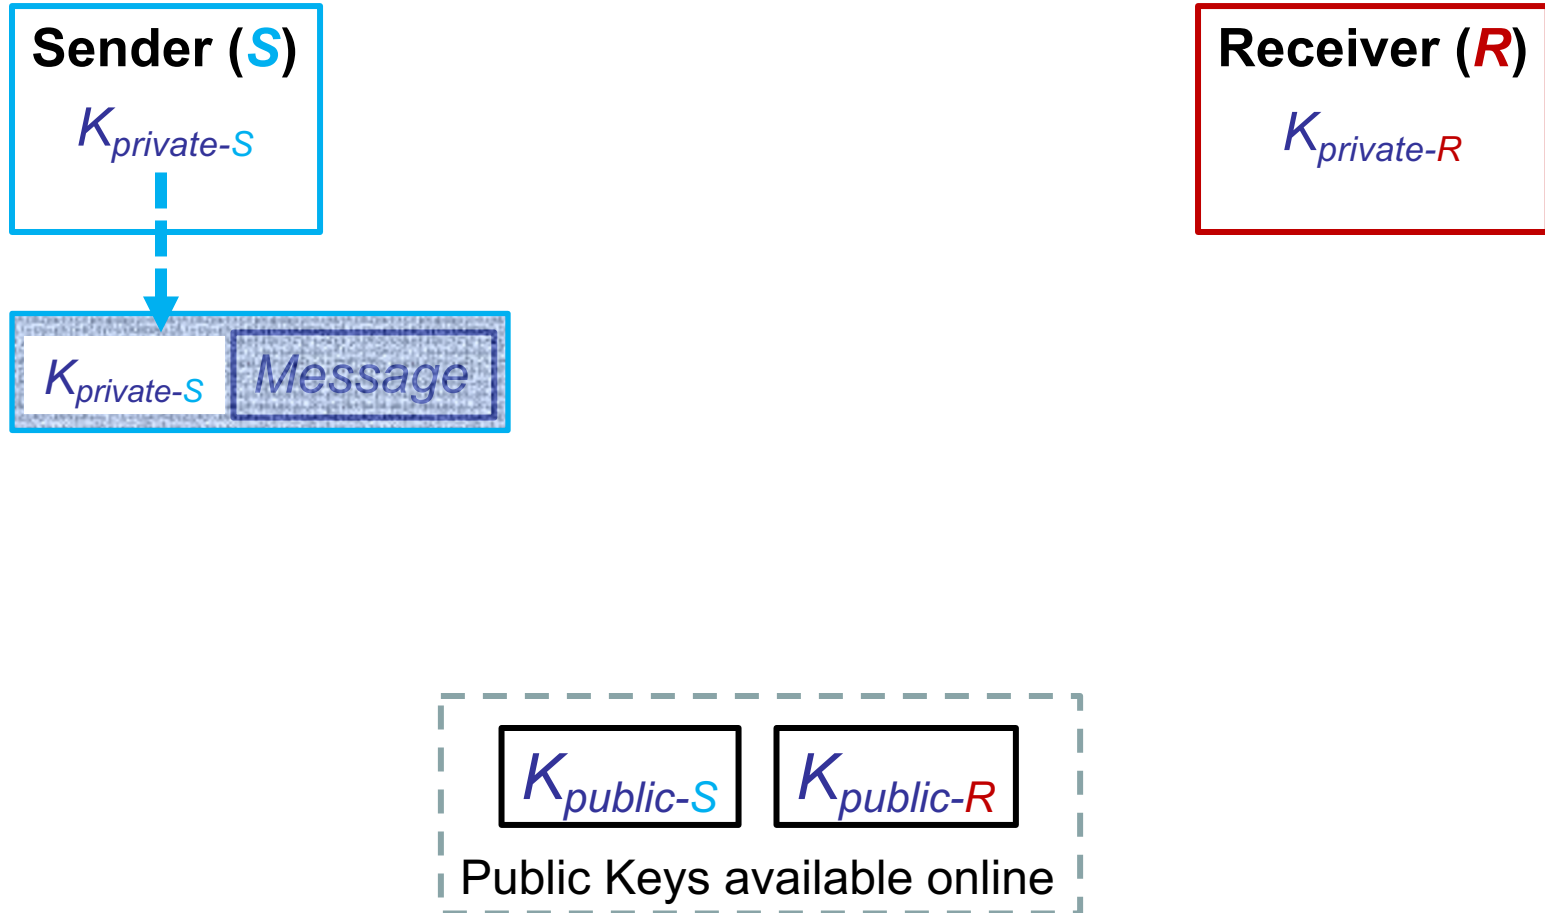 Sender (S)
Kprivate-S
Receiver (R)
Kprivate-R
Kprivate-S
Message
Kpublic-S
Kpublic-R
Public Keys available online